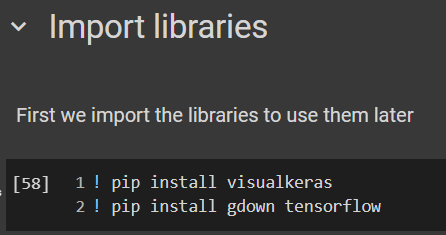 Import libraries
First we import the libraries to use them later
[58] 1 ! pip install visualkeras
2 ! pip install gdown tensorflow